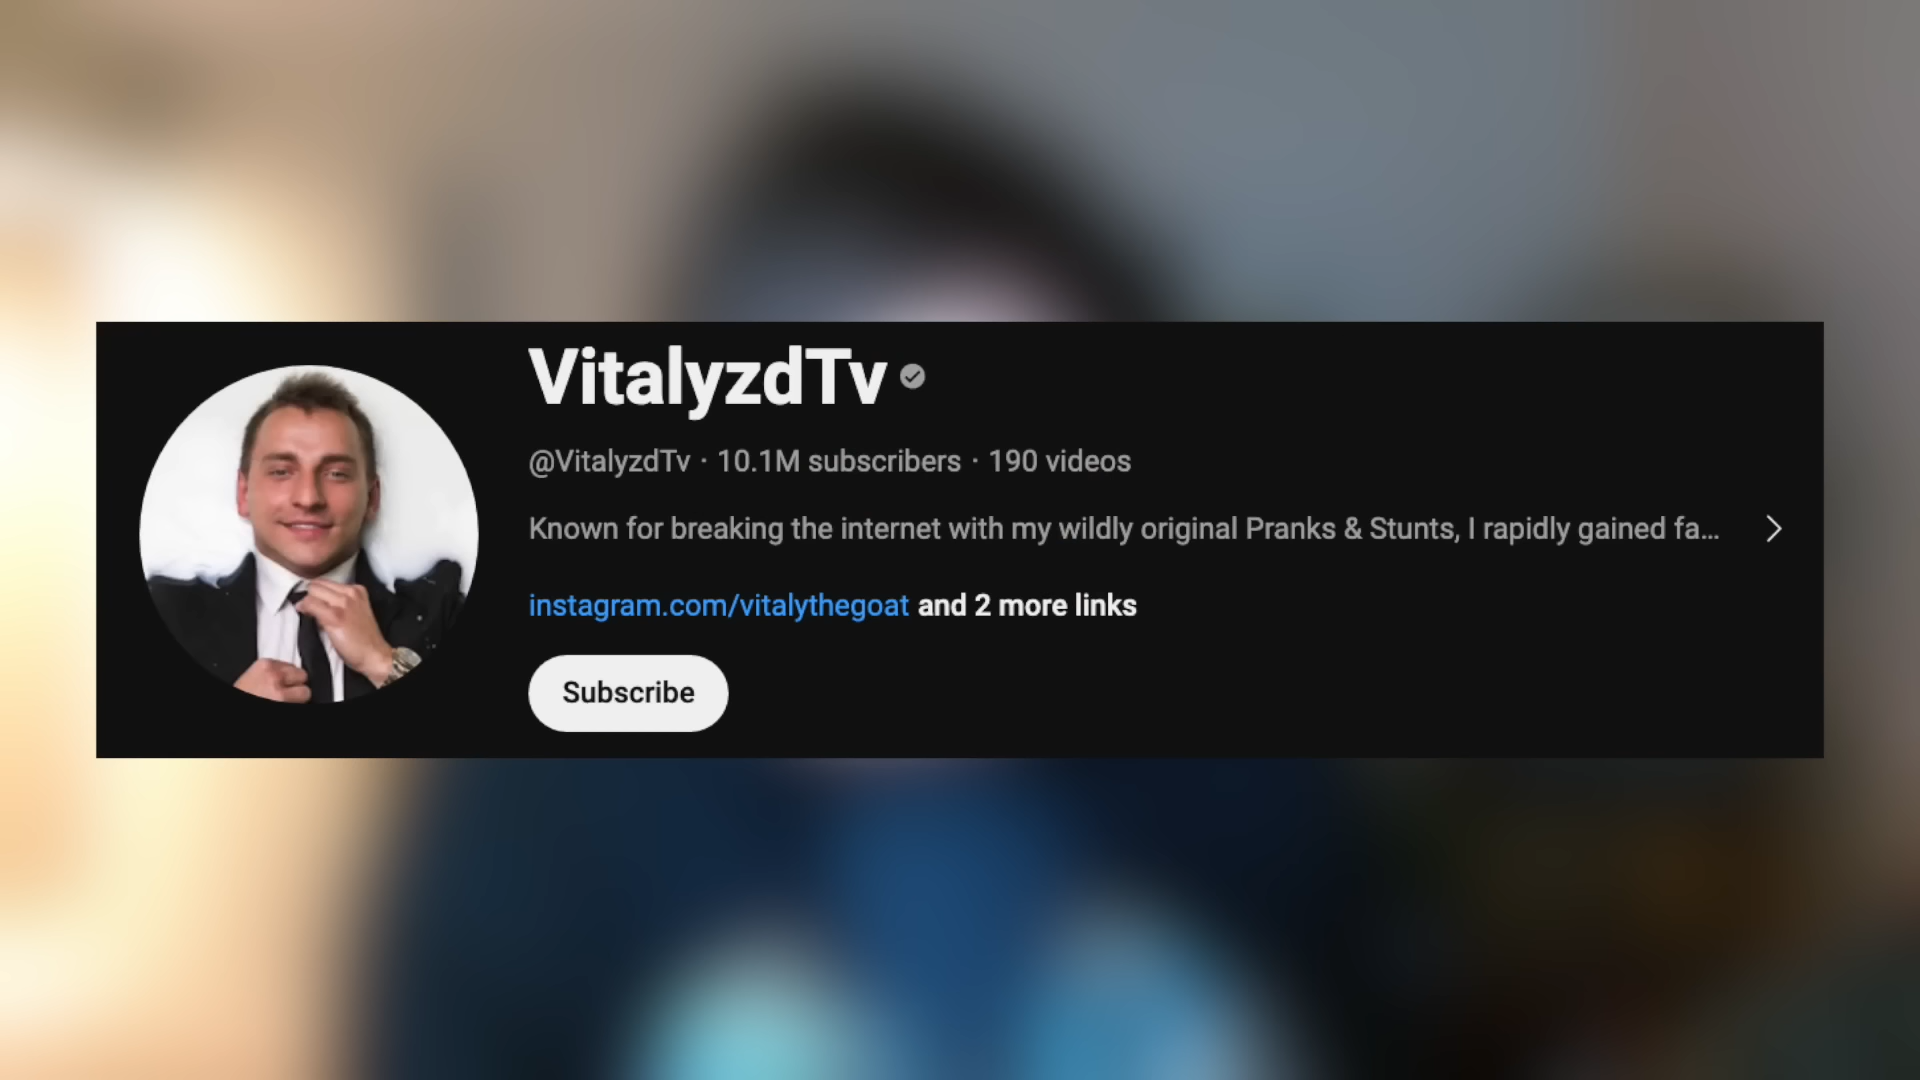 VitalyzdTv
@VitalyzdTv · 10.1M subscribers · 190 videos
Known for breaking the internet with my wildly original Pranks & Stunts, I rapidly gained fa...
instagram.com/vitalythegoat and 2 more links
Subscribe